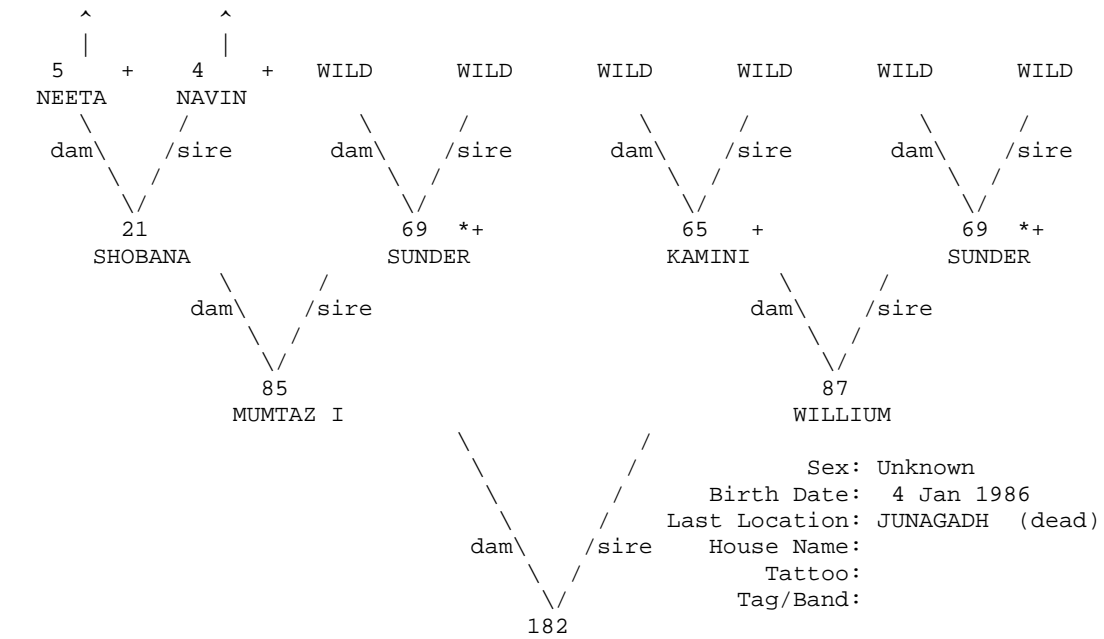 ^ ^
| |
5 + 4 + WILD WILD WILD WILD WILD WILD
NEETA NAVIN
\ / \ / \ / \ /
dam\ /sire dam\ /sire dam\ /sire dam\ /sire
\ / \ / \ / \ /
\/ \/ \/ \/
21 69 *+ 65 + 69 *+
SHOBANA SUNDER KAMINI SUNDER
\ / \ /
dam\ /sire dam\ /sire
\ / \ /
\/ \/
85 87
MUMTAZ I WILLIUM
\ /
\ / Sex: Unknown
\ / Birth Date: 4 Jan 1986
\ / Last Location: JUNAGADH (dead)
dam\ /sire House Name:
\ / Tattoo:
\/ Tag/Band:
182